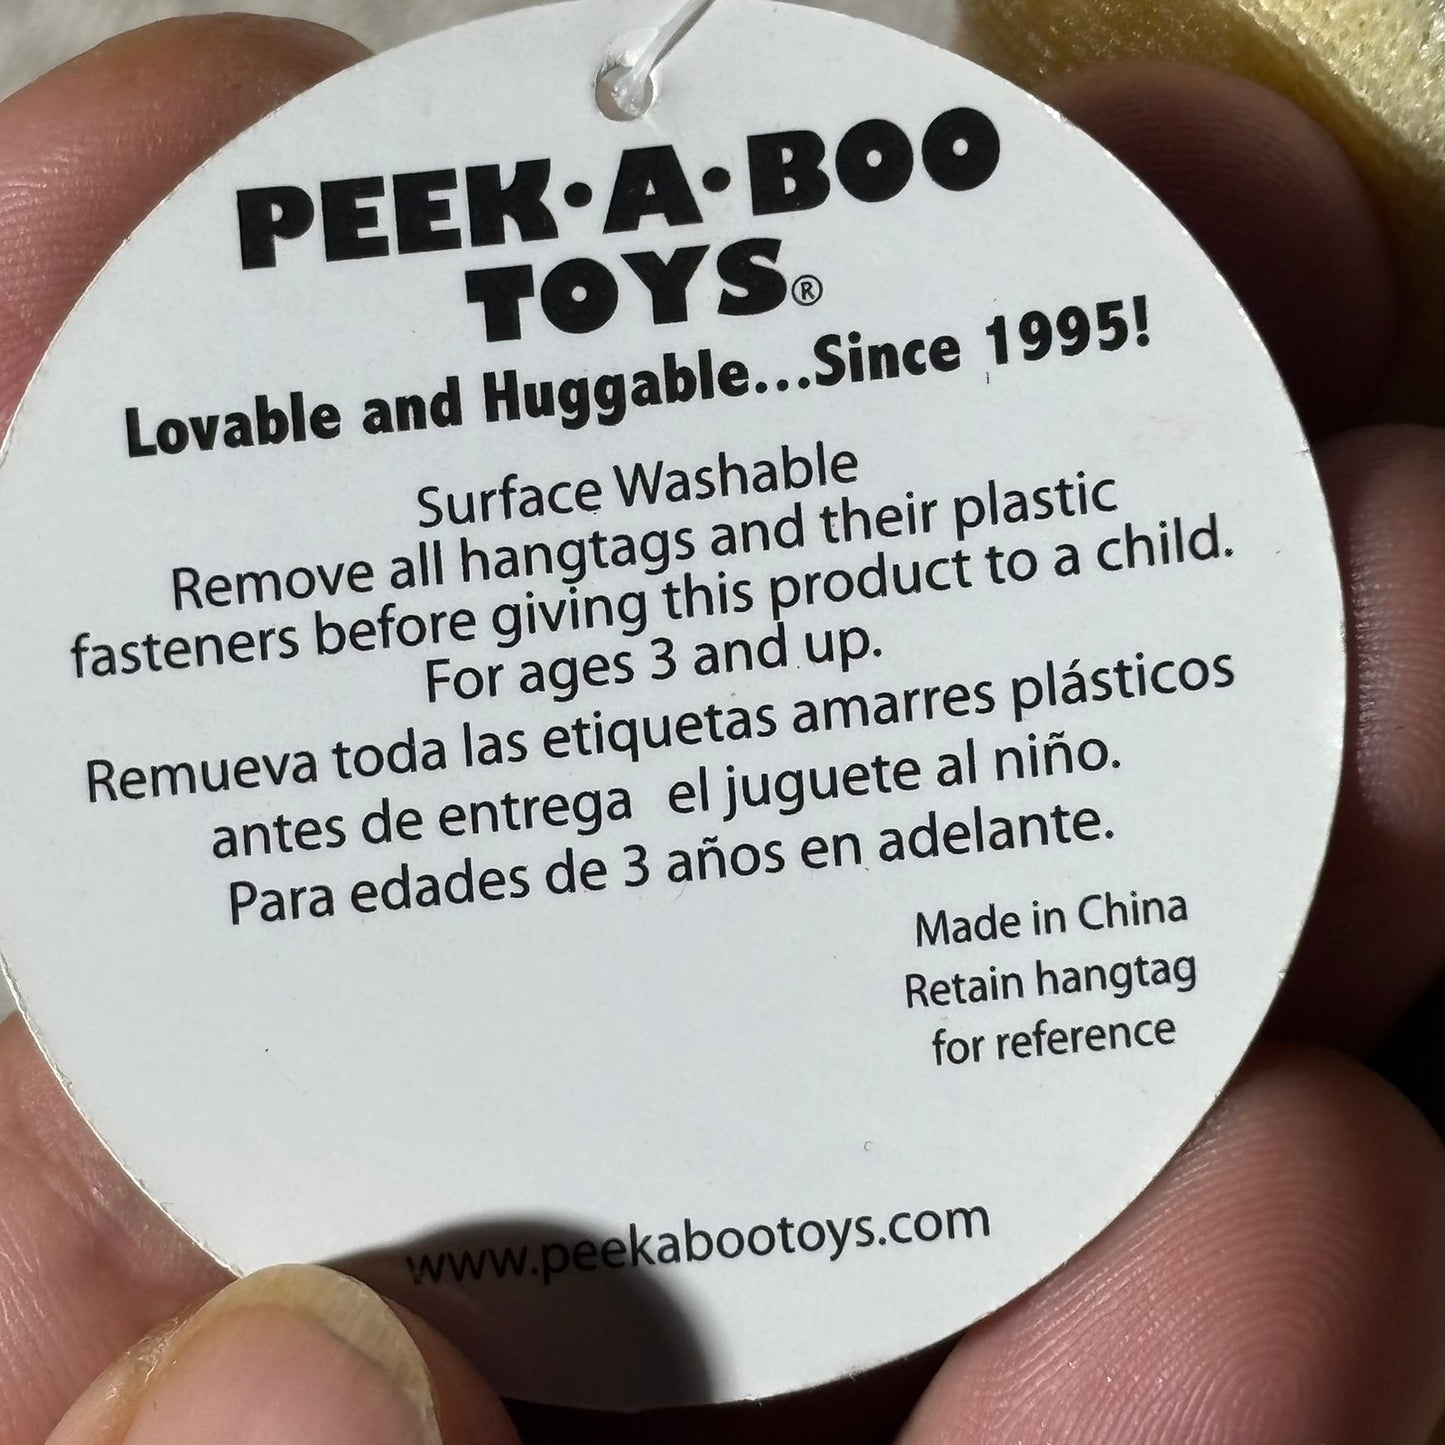 PEEK·A·BOO
TOYS®
Lovable and Huggable...Since 1995!
Surface Washable
Remove all hangtags and their plastic
fasteners before giving this product to a child.
For ages 3 and up.
Remueva toda las etiquetas amarres plásticos
antes de entrega el juguete al niño.
Para edades de 3 años en adelante.
Made in China
Retain hangtag
for reference
www.peekabootoys.com